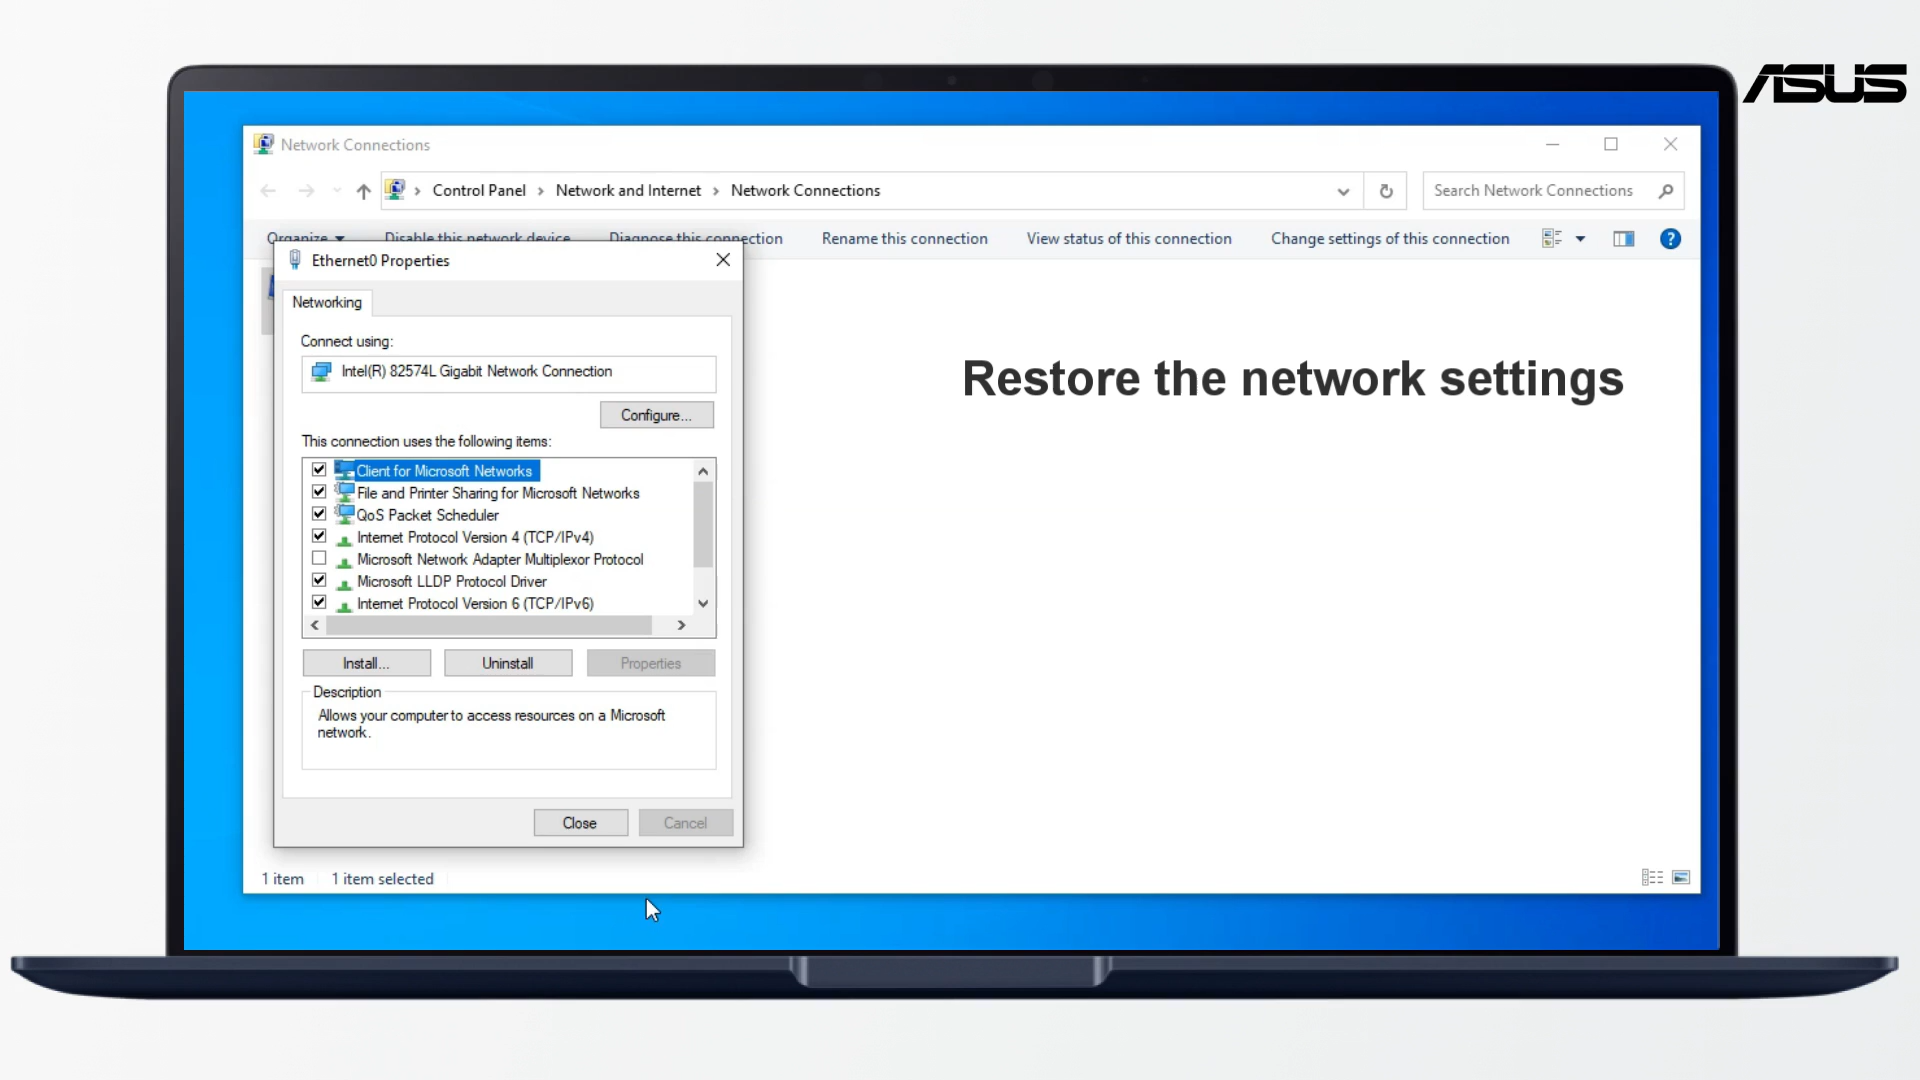 ASUS
Network Connections
Control Panel > Network and Internet > Network Connections
Search Network Connections
Organize Disable this network device Diagnose this connection Rename this connection View status of this connection Change settings of this connection ?
Ethernet0 Properties
Networking
Connect using:
Intel(R) 82574L Gigabit Network Connection
Configure...
This connection uses the following items:
Client for Microsoft Networks
File and Printer Sharing for Microsoft Networks
QoS Packet Scheduler
Internet Protocol Version 4 (TCP/IPv4)
Microsoft Network Adapter Multiplexor Protocol
Microsoft LLDP Protocol Driver
Internet Protocol Version 6 (TCP/IPv6)
Install... Uninstall Properties
Description
Allows your computer to access resources on a Microsoft
network.
Close Cancel
Restore the network settings
1 item 1 item selected